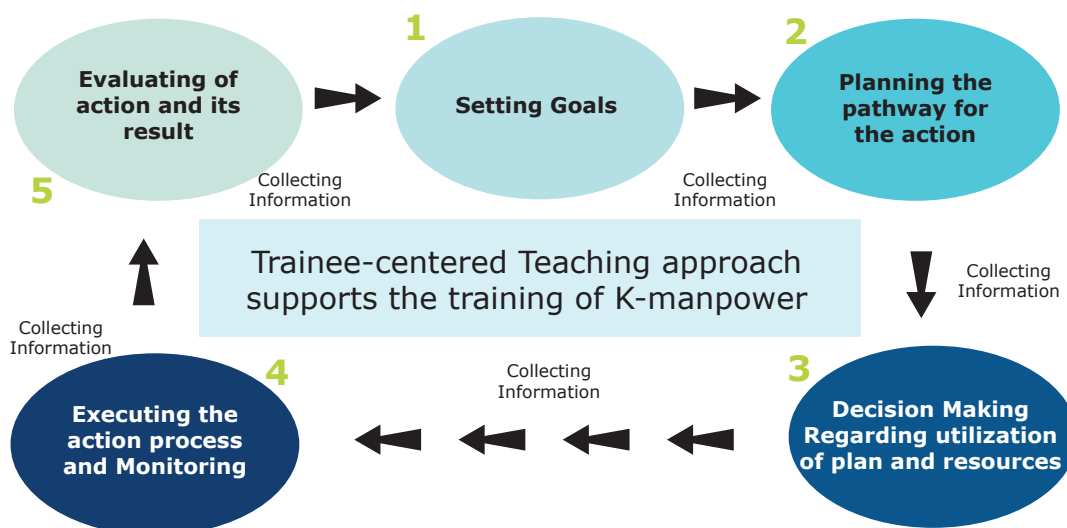 1
Setting Goals
2
Planning the
pathway for
the action
Collecting
Information
3
Decision Making
Regarding utilization
of plan and resources
Collecting
Information
4
Executing the
action process
and Monitoring
Collecting
Information
5
Evaluating of
action and its
result
Collecting
Information
Collecting
Information
Trainee-centered Teaching approach
supports the training of K-manpower